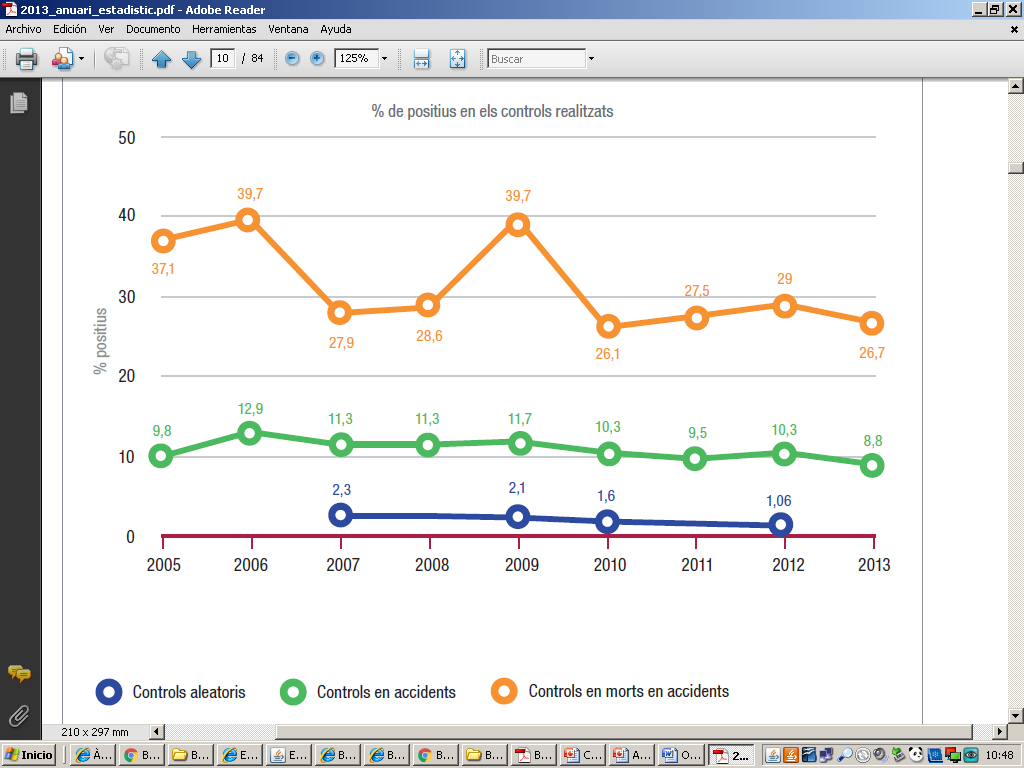 2013_anuari_estadistic.pdf - Adobe Reader
Archivo Edición Ver Documento Herramientas Ventana Ayuda
10 / 84 125% Buscar
% de positius en els controls realitzats
% positius
50
40
30
20
10
0
37,1 39,7 27,9 28,6 39,7 26,1 27,5 29 26,7
9,8 12,9 11,3 11,3 11,7 10,3 9,5 10,3 8,8
2,3 2,1 1,6 1,06
2005 2006 2007 2008 2009 2010 2011 2012 2013
Controls aleatoris Controls en accidents Controls en morts en accidents
210 x 297 mm
Inicio À... B... B... E... E... B... B... B... B... B... C... A... O... 2... 10:48